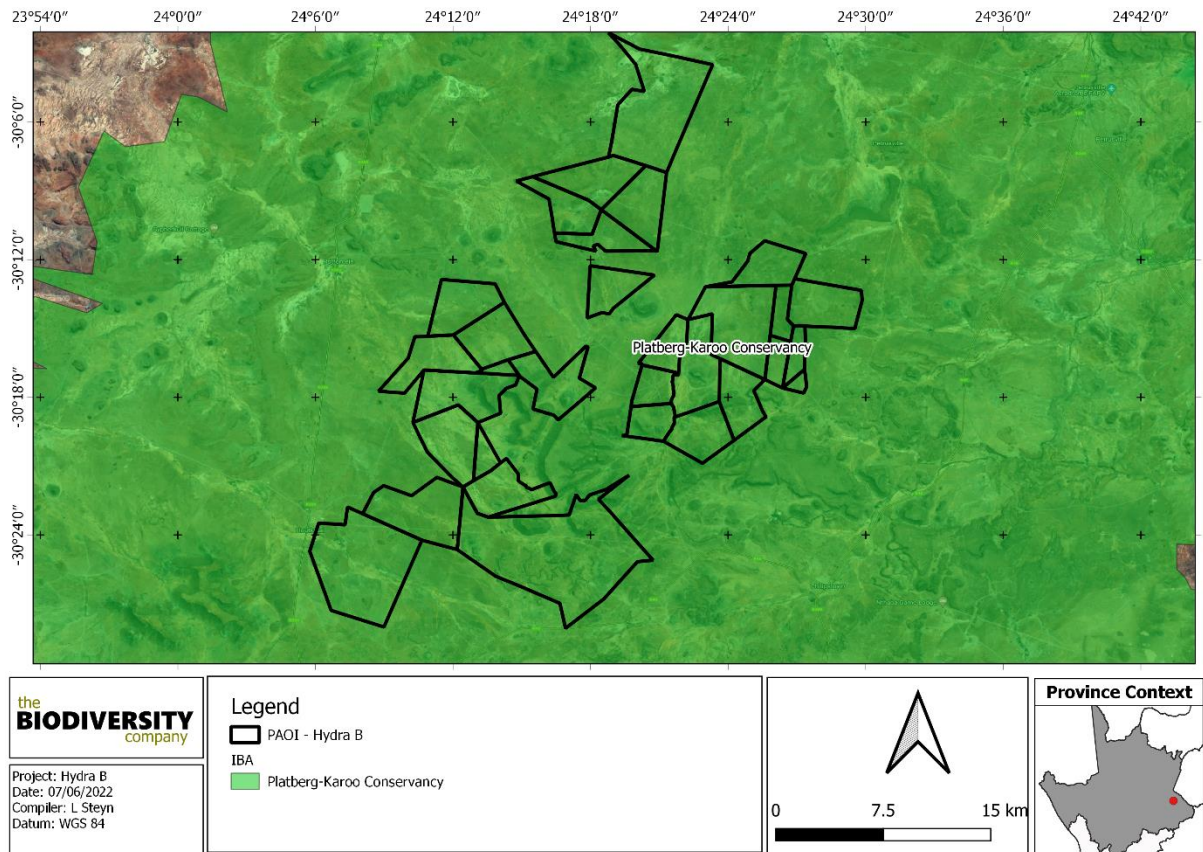 23°54′0″ 24°0′0″ 24°6′0″ 24°12′0″ 24°18′0″ 24°24′0″ 24°30′0″ 24°36′0″ 24°42′0″
-30°6′0″
-30°12′0″
-30°18′0″
-30°24′0″
Platberg-Karoo Conservancy
the
BIODIVERSITY
company
Project: Hydra B
Date: 07/06/2022
Compiler: L Steyn
Datum: WGS 84
Legend
PAOI - Hydra B
IBA
Platberg-Karoo Conservancy
0 7.5 15 km
Province Context